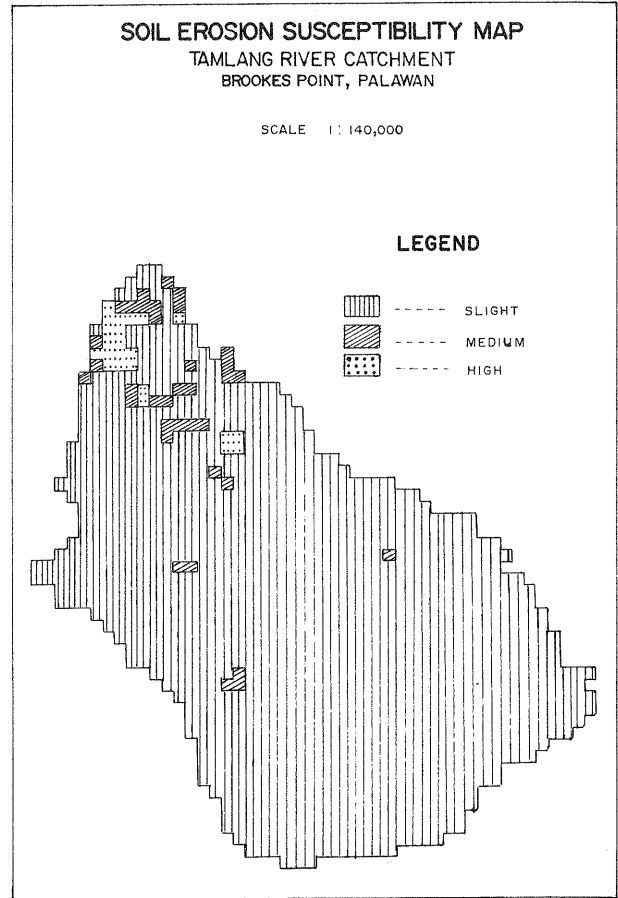 SOIL EROSION SUSCEPTIBILITY MAP
TAMLANG RIVER CATCHMENT
BROOKES POINT, PALAWAN
SCALE 1 : 140,000
LEGEND
----- SLIGHT
----- MEDIUM
----- HIGH